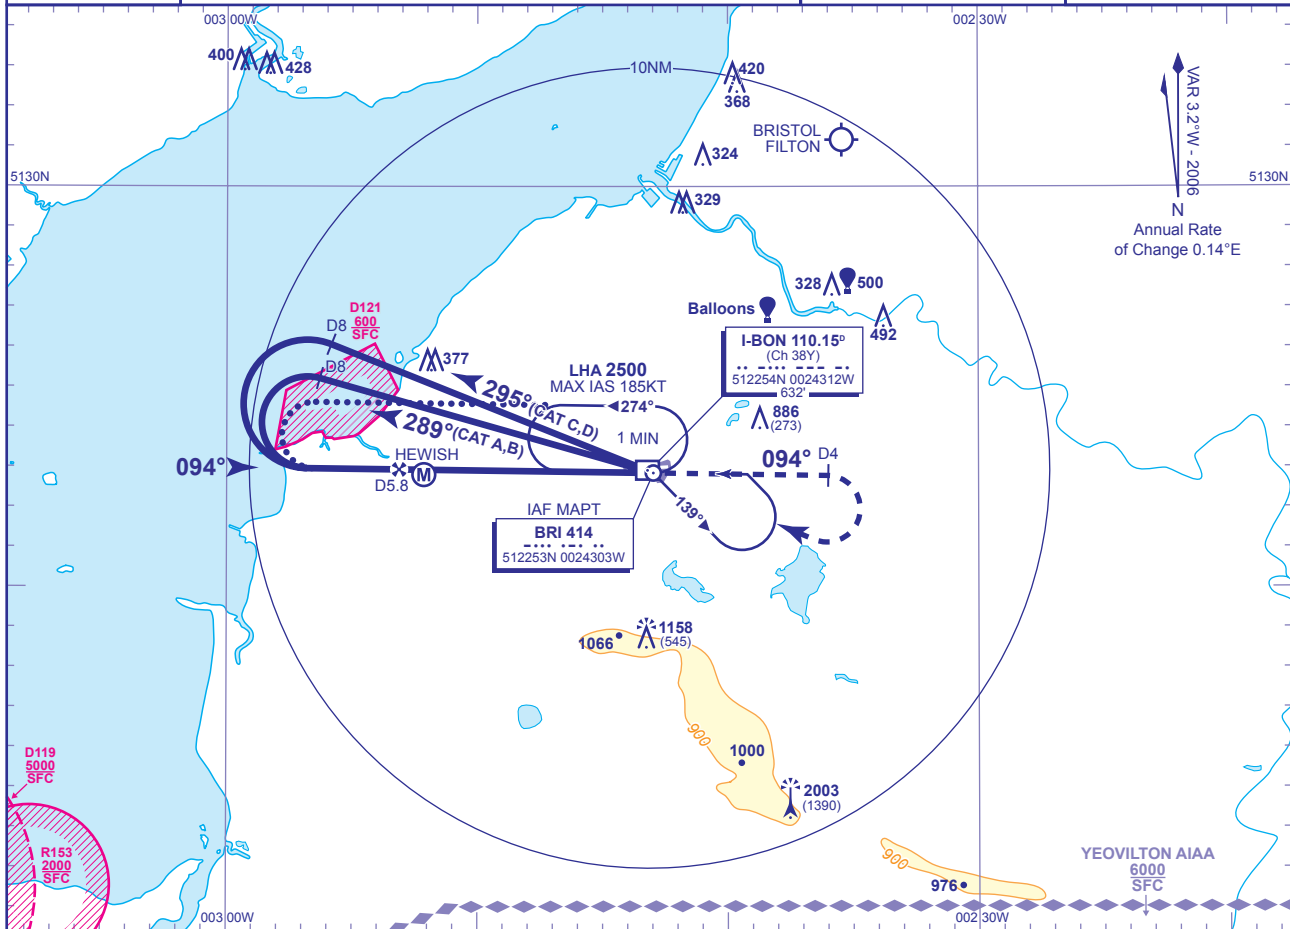 003 00W
002 30W
400
428
10NM
420
368
BRISTOL
FILTON
324
VAR 3.2°W - 2006
5130N
5130N
329
N
Annual Rate
of Change 0.14°E
328
500
D121
600
SFC
Balloons
492
D8
I-BON 110.15ᴰ
(Ch 38Y)
512254N 0024312W
632'
377
D8
LHA 2500
MAX IAS 185KT
295°(CAT C,D)
274°
886
(273)
289°(CAT A,B)
1 MIN
HEWISH
094°
D4
094°
M
D5.8
139°
IAF MAPT
BRI 414
512253N 0024303W
1158
(545)
1066
900
1000
D119
5000
SFC
2003
(1390)
R153
2000
SFC
900
YEOVILTON AIAA
6000
SFC
976
003 00W
002 30W